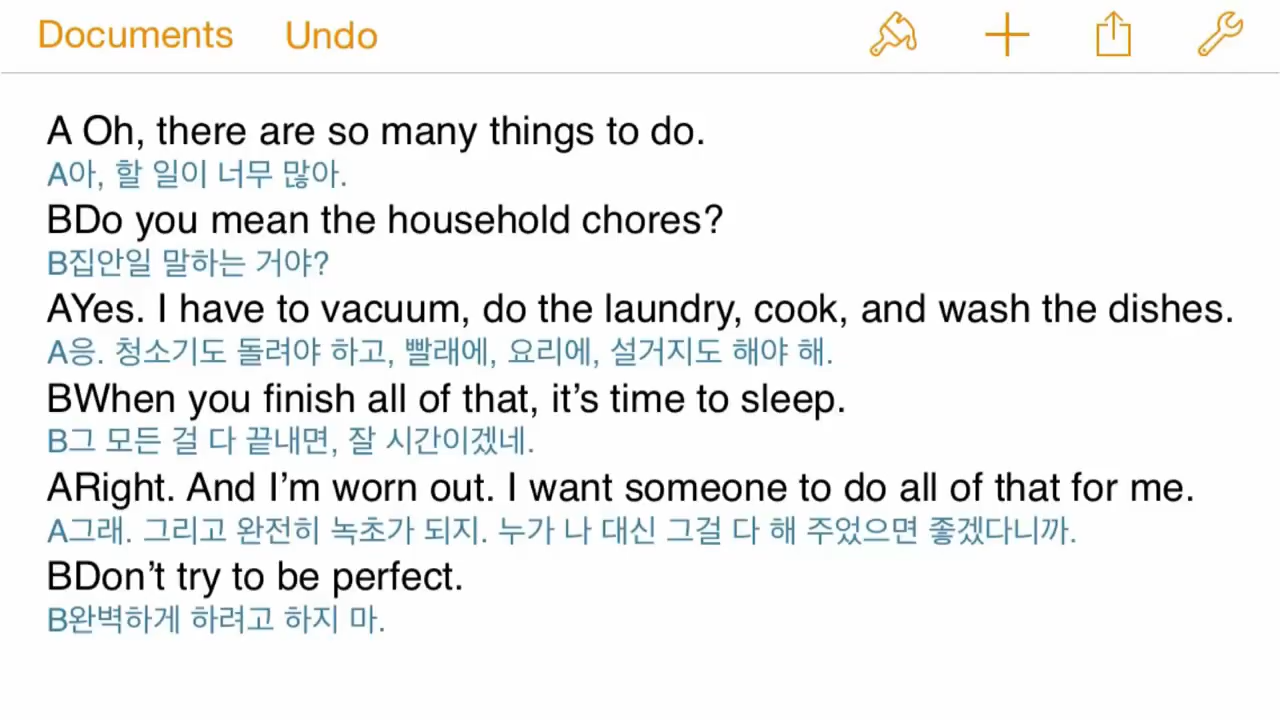 Documents Undo
A Oh, there are so many things to do.
A아, 할 일이 너무 많아.
BDo you mean the household chores?
B집안일 말하는 거야?
AYes. I have to vacuum, do the laundry, cook, and wash the dishes.
A응. 청소기도 돌려야 하고, 빨래에, 요리에, 설거지도 해야 해.
BWhen you finish all of that, it’s time to sleep.
B그 모든 걸 다 끝내면, 잘 시간이겠네.
ARight. And I’m worn out. I want someone to do all of that for me.
A그래. 그리고 완전히 녹초가 되지. 누가 나 대신 그걸 다 해 주었으면 좋겠다니까.
BDon’t try to be perfect.
B완벽하게 하려고 하지 마.